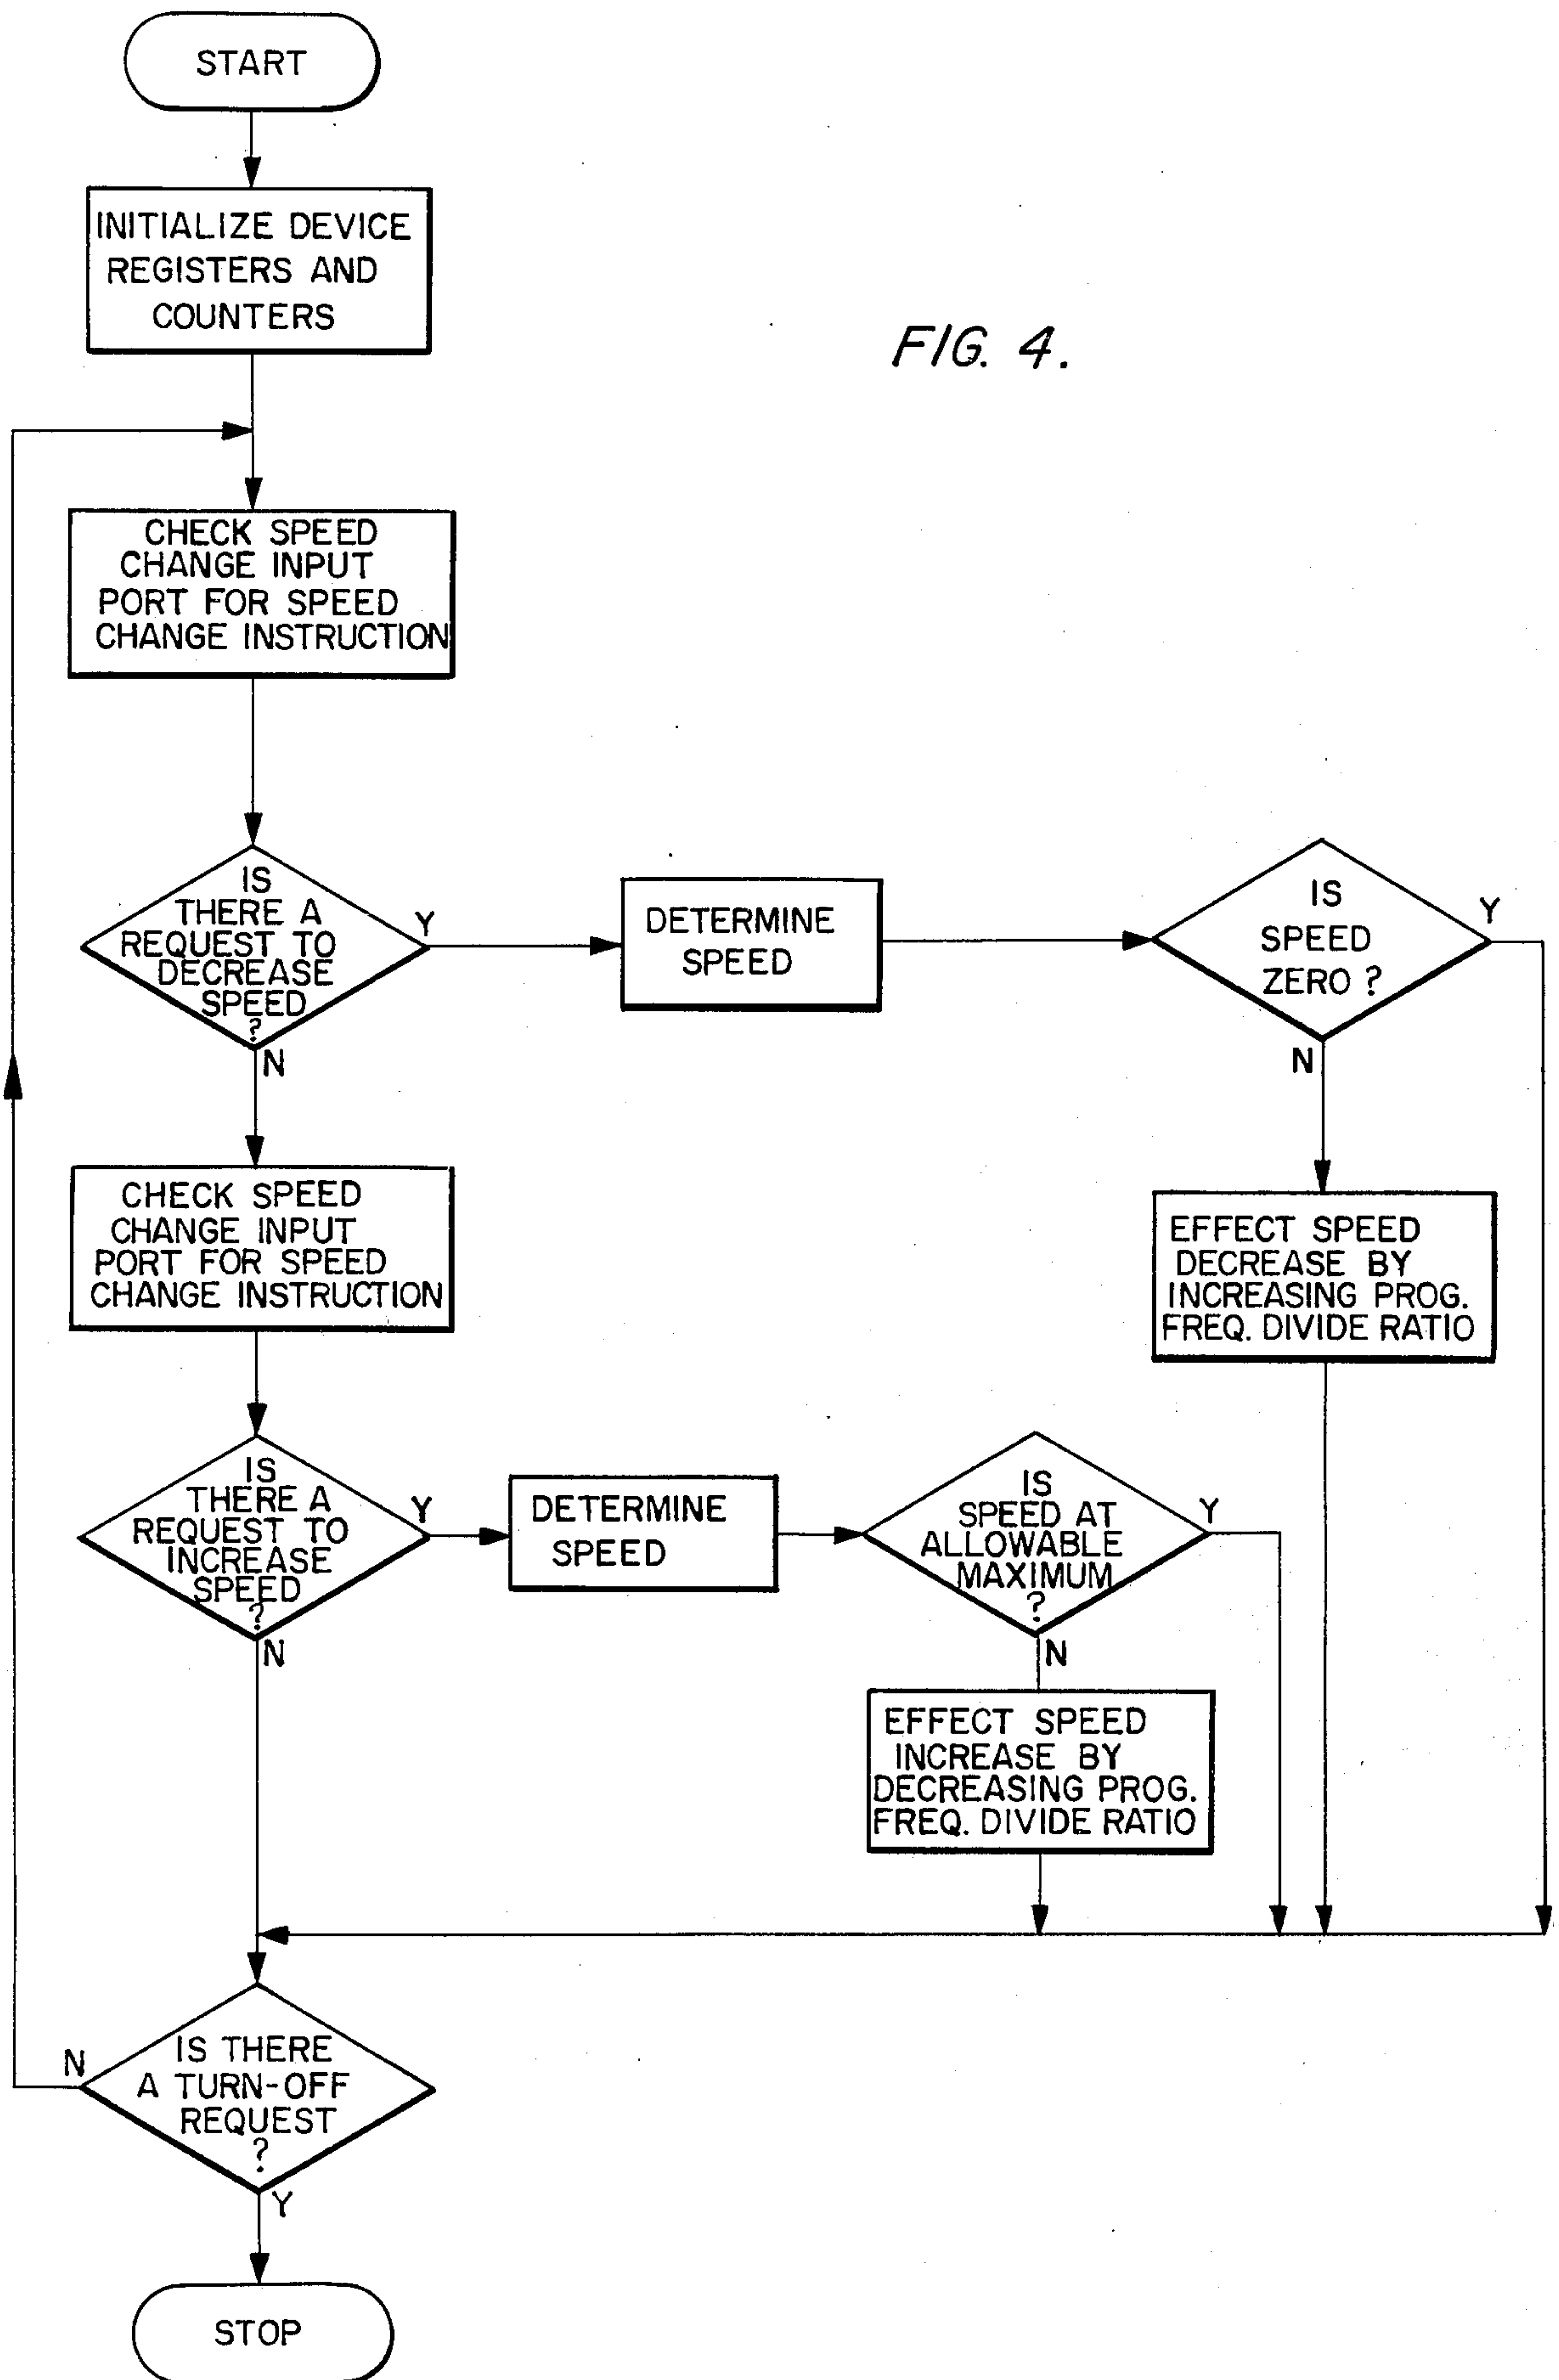 START
INITIALIZE DEVICE
REGISTERS AND
COUNTERS
FIG. 4.
CHECK SPEED
CHANGE INPUT
PORT FOR SPEED
CHANGE INSTRUCTION
IS
THERE A
REQUEST TO
DECREASE
SPEED
?
Y
N
DETERMINE
SPEED
IS
SPEED
ZERO ?
Y
N
EFFECT SPEED
DECREASE BY
INCREASING PROG.
FREQ. DIVIDE RATIO
CHECK SPEED
CHANGE INPUT
PORT FOR SPEED
CHANGE INSTRUCTION
IS
THERE A
REQUEST TO
INCREASE
SPEED
?
Y
N
DETERMINE
SPEED
IS
SPEED AT
ALLOWABLE
MAXIMUM
?
Y
N
EFFECT SPEED
INCREASE BY
DECREASING PROG.
FREQ. DIVIDE RATIO
IS THERE
A TURN-OFF
REQUEST
?
N
Y
STOP